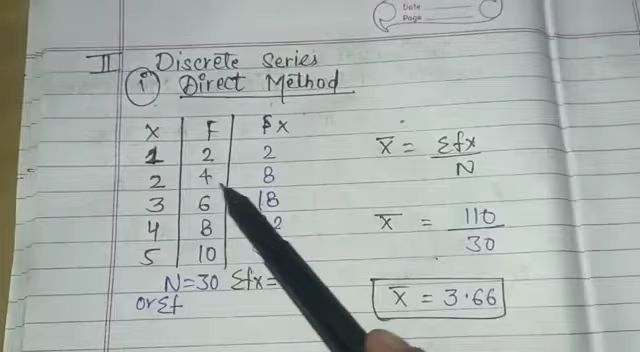 Date
Page
II Discrete Series
(i) Direct Method
X F Fx
1 2 2
2 4 8
3 6 18
4 8 2
5 10
N=30 Σfx=
or Σf
X̄ = Σfx / N
X̄ = 110 / 30
X̄ = 3.66